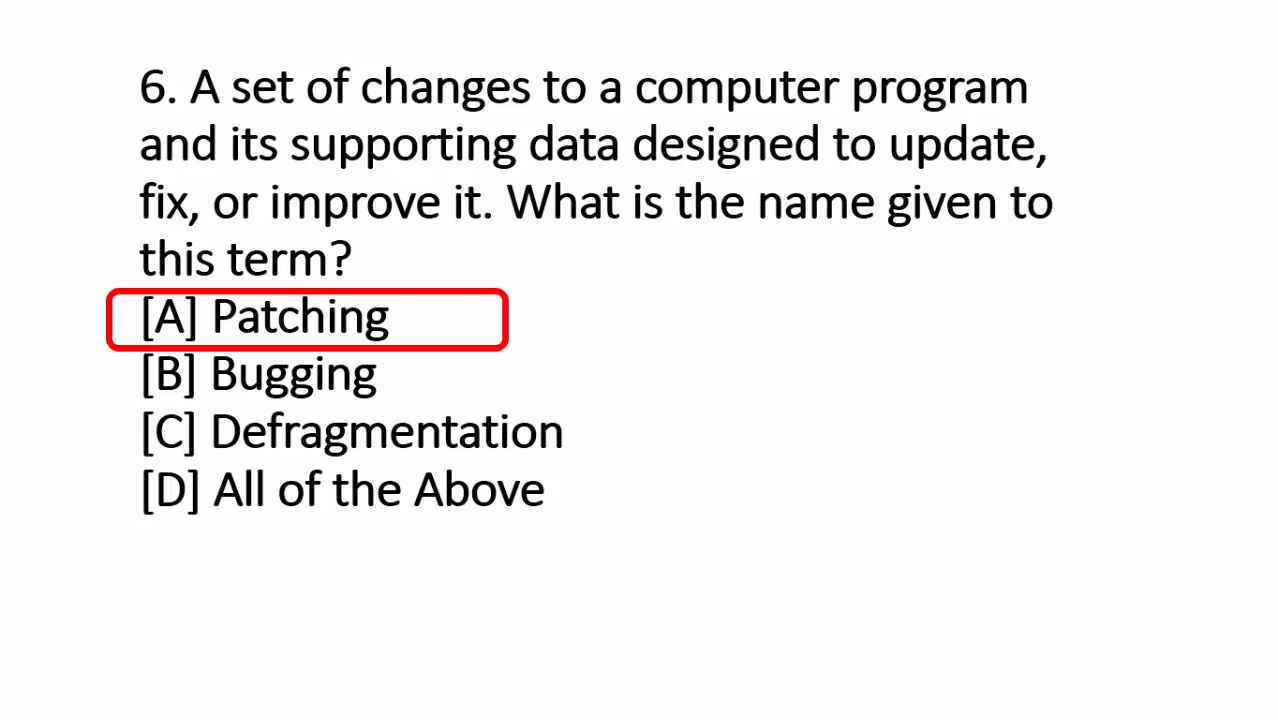 6. A set of changes to a computer program
and its supporting data designed to update,
fix, or improve it. What is the name given to
this term?
[A] Patching
[B] Bugging
[C] Defragmentation
[D] All of the Above